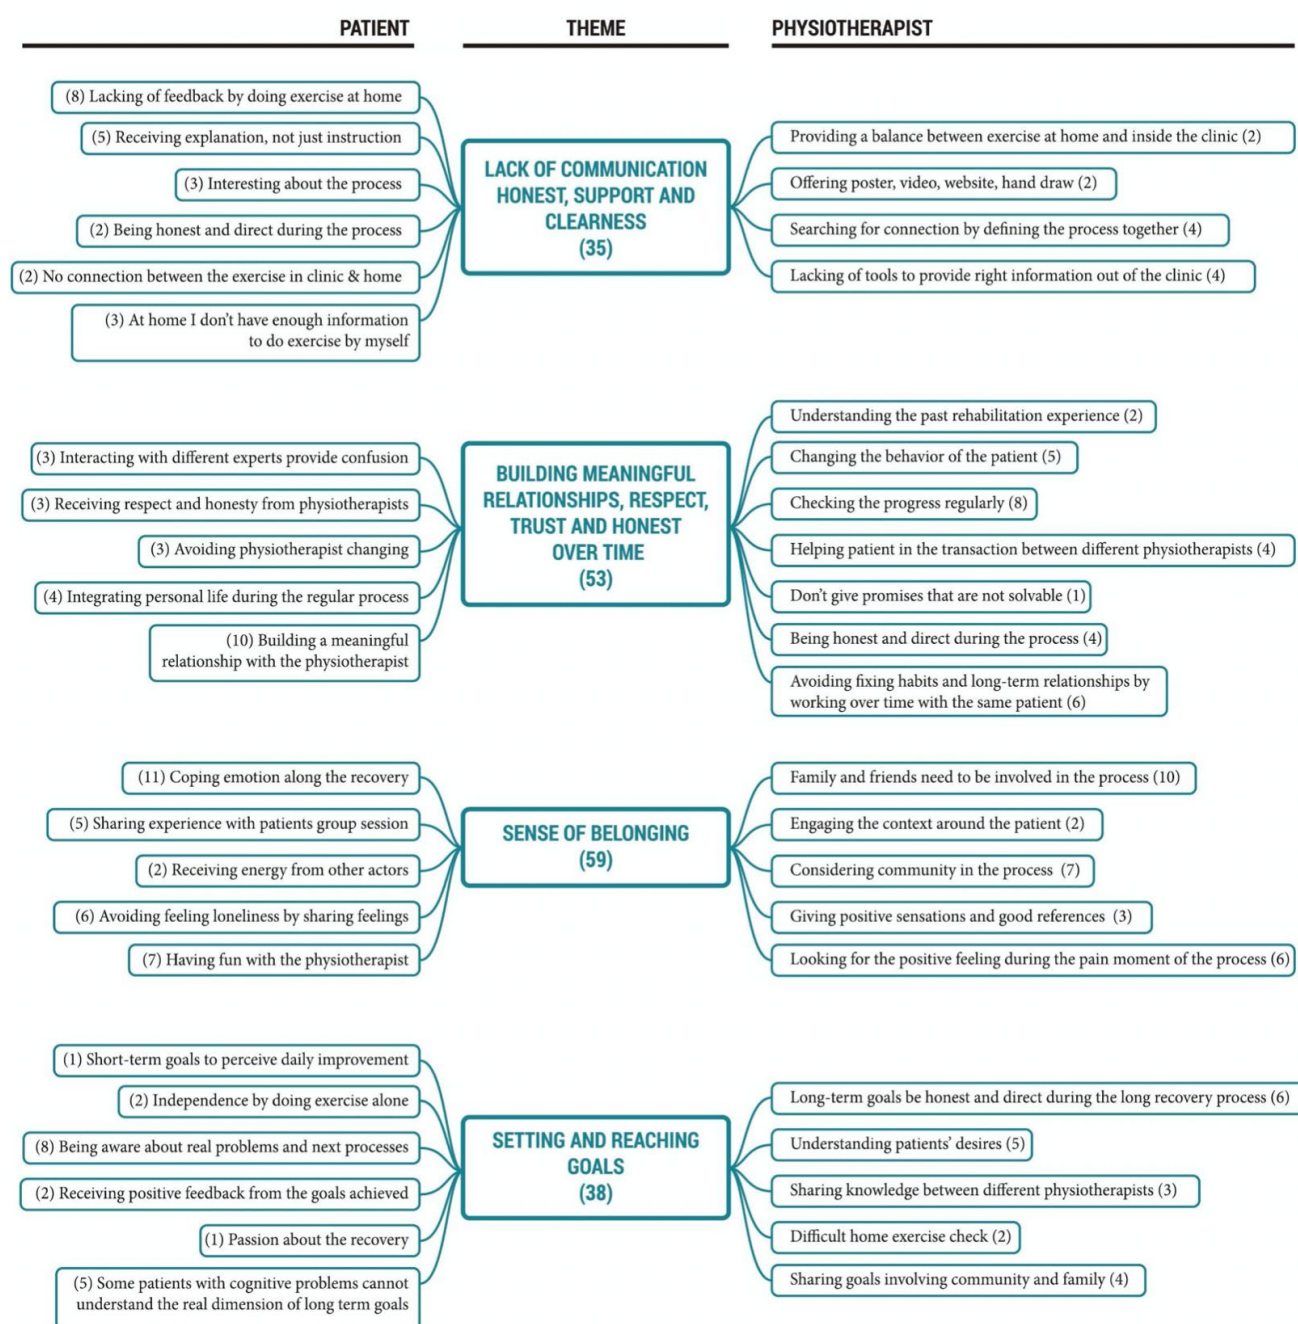 PATIENT
THEME
PHYSIOTHERAPIST
(8) Lacking of feedback by doing exercise at home
(5) Receiving explanation, not just instruction
(3) Interesting about the process
(2) Being honest and direct during the process
(2) No connection between the exercise in clinic & home
(3) At home I don't have enough information
to do exercise by myself
LACK OF COMMUNICATION
HONEST, SUPPORT AND
CLEARNESS
(35)
Providing a balance between exercise at home and inside the clinic (2)
Offering poster, video, website, hand draw (2)
Searching for connection by defining the process together (4)
Lacking of tools to provide right information out of the clinic (4)
(3) Interacting with different experts provide confusion
(3) Receiving respect and honesty from physiotherapists
(3) Avoiding physiotherapist changing
(4) Integrating personal life during the regular process
(10) Building a meaningful
relationship with the physiotherapist
BUILDING MEANINGFUL
RELATIONSHIPS, RESPECT,
TRUST AND HONEST
OVER TIME
(53)
Understanding the past rehabilitation experience (2)
Changing the behavior of the patient (5)
Checking the progress regularly (8)
Helping patient in the transaction between different physiotherapists (4)
Don't give promises that are not solvable (1)
Being honest and direct during the process (4)
Avoiding fixing habits and long-term relationships by
working over time with the same patient (6)
(11) Coping emotion along the recovery
(5) Sharing experience with patients group session
(2) Receiving energy from other actors
(6) Avoiding feeling loneliness by sharing feelings
(7) Having fun with the physiotherapist
SENSE OF BELONGING
(59)
Family and friends need to be involved in the process (10)
Engaging the context around the patient (2)
Considering community in the process (7)
Giving positive sensations and good references (3)
Looking for the positive feeling during the pain moment of the process (6)
(1) Short-term goals to perceive daily improvement
(2) Independence by doing exercise alone
(8) Being aware about real problems and next processes
(2) Receiving positive feedback from the goals achieved
(1) Passion about the recovery
(5) Some patients with cognitive problems cannot
understand the real dimension of long term goals
SETTING AND REACHING
GOALS
(38)
Long-term goals be honest and direct during the long recovery process (6)
Understanding patients' desires (5)
Sharing knowledge between different physiotherapists (3)
Difficult home exercise check (2)
Sharing goals involving community and family (4)